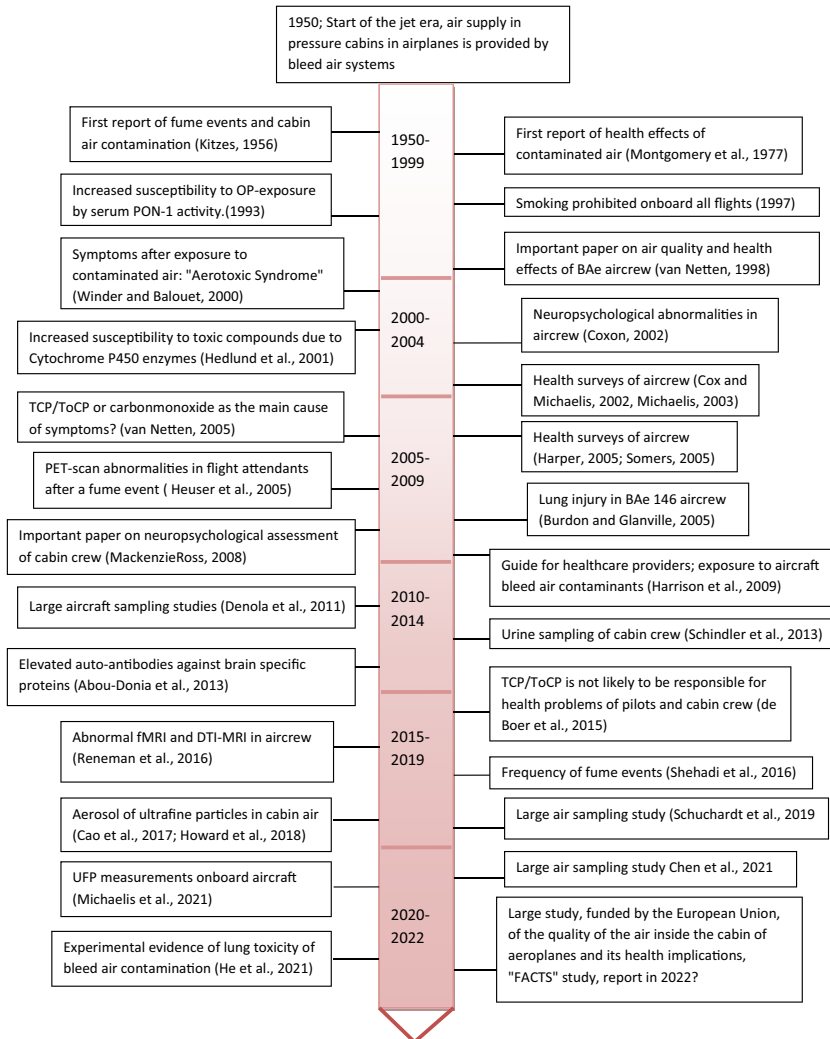 1950; Start of the jet era, air supply in
pressure cabins in airplanes is provided by
bleed air systems
1950-
1999
First report of fume events and cabin
air contamination (Kitzes, 1956)
First report of health effects of
contaminated air (Montgomery et al., 1977)
Increased susceptibility to OP-exposure
by serum PON-1 activity.(1993)
Smoking prohibited onboard all flights (1997)
Important paper on air quality and health
effects of BAe aircrew (van Netten, 1998)
Symptoms after exposure to
contaminated air: "Aerotoxic Syndrome"
(Winder and Balouet, 2000)
2000-
2004
Neuropsychological abnormalities in
aircrew (Coxon, 2002)
Increased susceptibility to toxic compounds due to
Cytochrome P450 enzymes (Hedlund et al., 2001)
Health surveys of aircrew (Cox and
Michaelis, 2002, Michaelis, 2003)
TCP/ToCP or carbonmonoxide as the main cause
of symptoms? (van Netten, 2005)
Health surveys of aircrew
(Harper, 2005; Somers, 2005)
2005-
2009
PET-scan abnormalities in flight attendants
after a fume event ( Heuser et al., 2005)
Lung injury in BAe 146 aircrew
(Burdon and Glanville, 2005)
Important paper on neuropsychological assessment
of cabin crew (MackenzieRoss, 2008)
Guide for healthcare providers; exposure to aircraft
bleed air contaminants (Harrison et al., 2009)
2010-
2014
Large aircraft sampling studies (Denola et al., 2011)
Urine sampling of cabin crew (Schindler et al., 2013)
Elevated auto-antibodies against brain specific
proteins (Abou-Donia et al., 2013)
TCP/ToCP is not likely to be responsible for
health problems of pilots and cabin crew (de
Boer et al., 2015)
2015-
2019
Abnormal fMRI and DTI-MRI in aircrew
(Reneman et al., 2016)
Frequency of fume events (Shehadi et al., 2016)
Aerosol of ultrafine particles in cabin air
(Cao et al., 2017; Howard et al., 2018)
Large air sampling study (Schuchardt et al., 2019
Large air sampling study Chen et al., 2021
UFP measurements onboard aircraft
(Michaelis et al., 2021)
2020-
2022
Large study, funded by the European Union,
of the quality of the air inside the cabin of
aeroplanes and its health implications,
"FACTS" study, report in 2022?
Experimental evidence of lung toxicity of
bleed air contamination (He et al., 2021)